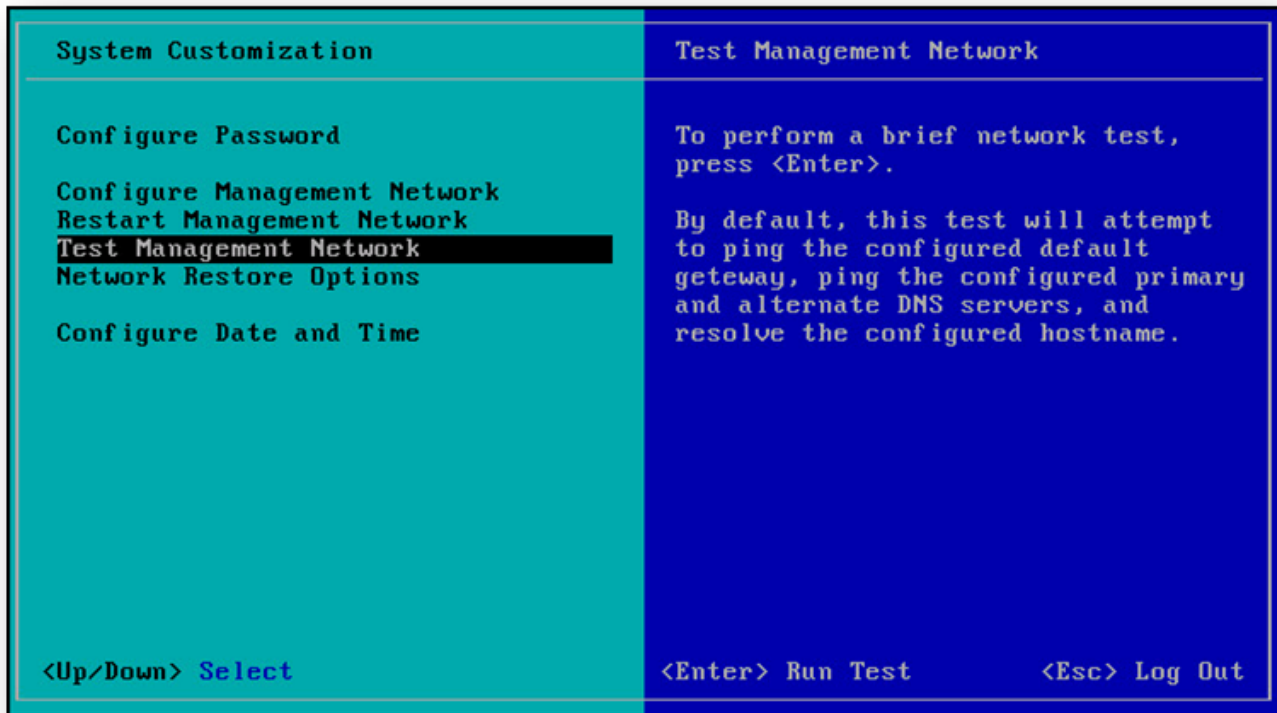 System Customization
Configure Password
Configure Management Network
Restart Management Network
Test Management Network
Network Restore Options
Configure Date and Time
<Up/Down> Select
Test Management Network
To perform a brief network test,
press <Enter>.
By default, this test will attempt
to ping the configured default
geteway, ping the configured primary
and alternate DNS servers, and
resolve the configured hostname.
<Enter> Run Test
<Esc> Log Out